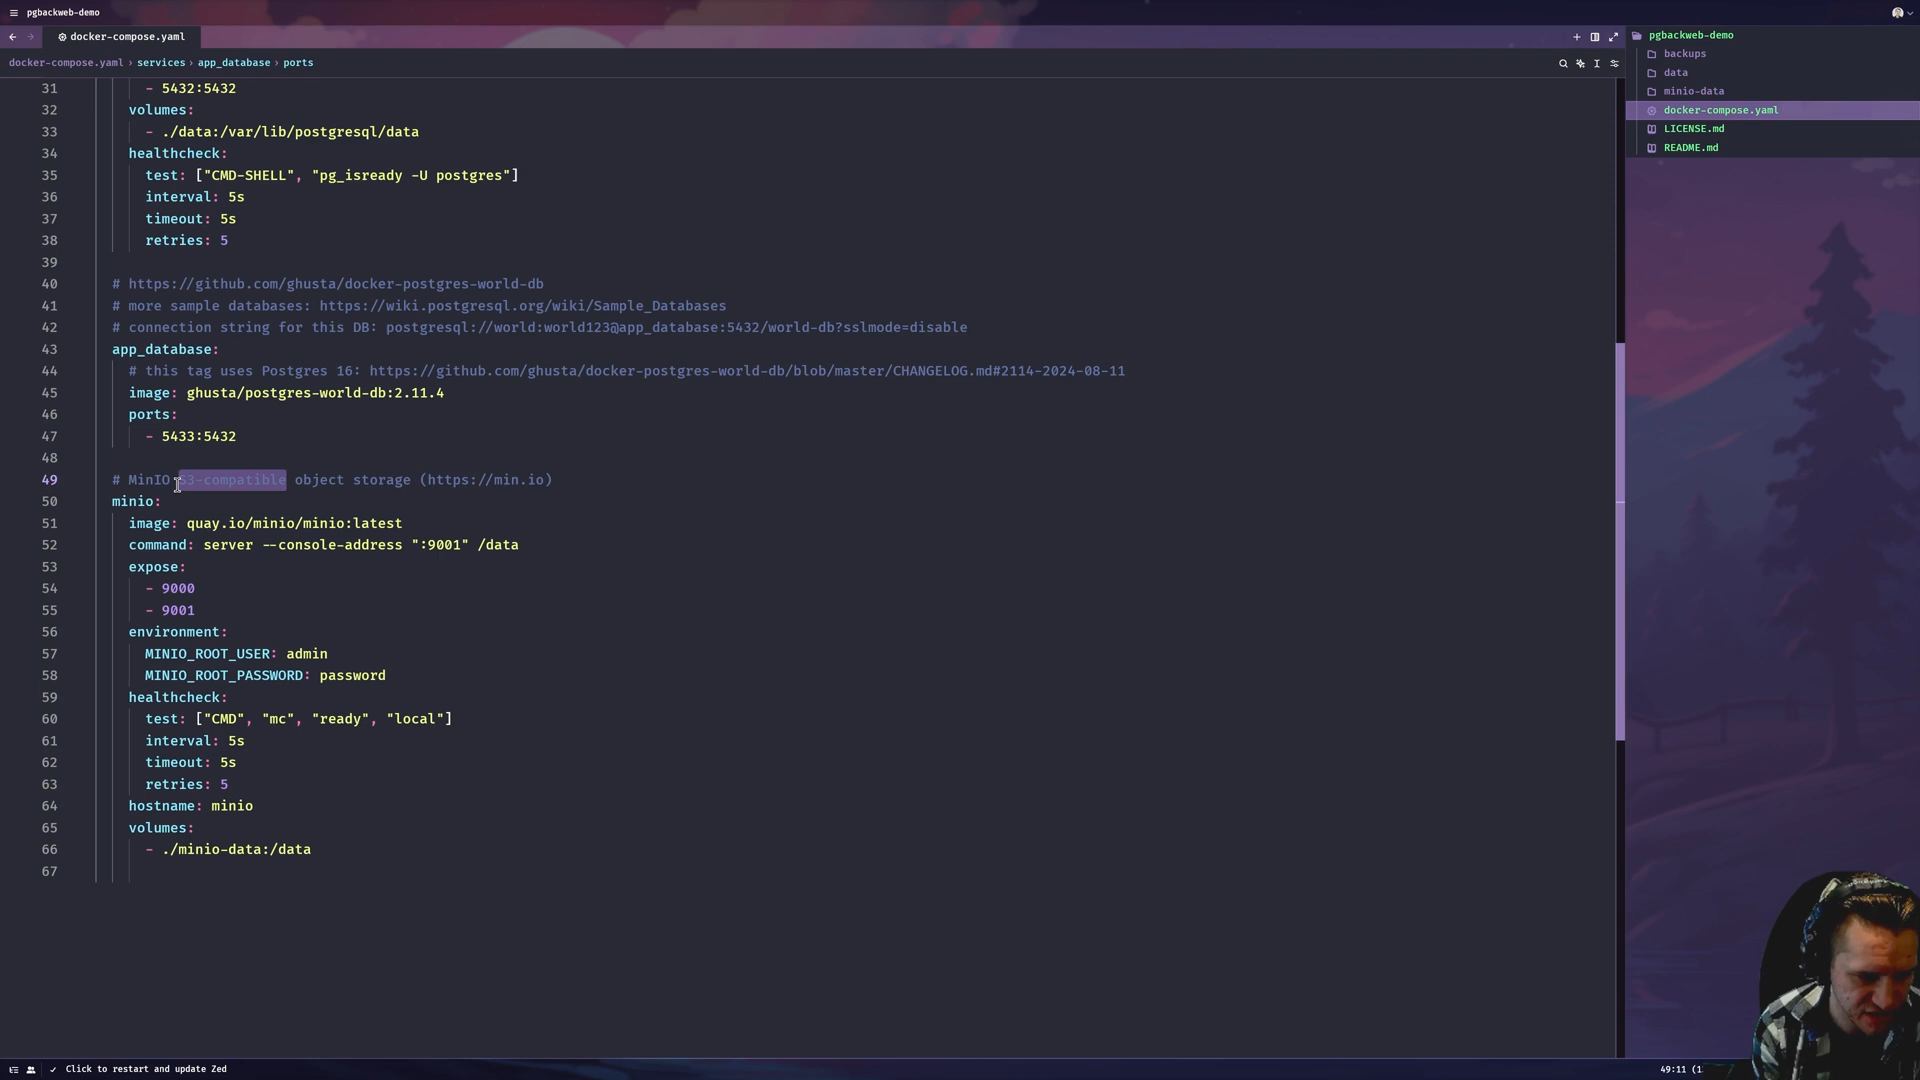 pgbackweb-demo
docker-compose.yaml
docker-compose.yaml › services › app_database › ports
31 - 5432:5432
32 volumes:
33 - ./data:/var/lib/postgresql/data
34 healthcheck:
35 test: ["CMD-SHELL", "pg_isready -U postgres"]
36 interval: 5s
37 timeout: 5s
38 retries: 5
39
40 # https://github.com/ghusta/docker-postgres-world-db
41 # more sample databases: https://wiki.postgresql.org/wiki/Sample_Databases
42 # connection string for this DB: postgresql://world:world123@app_database:5432/world-db?sslmode=disable
43 app_database:
44 # this tag uses Postgres 16: https://github.com/ghusta/docker-postgres-world-db/blob/master/CHANGELOG.md#2114-2024-08-11
45 image: ghusta/postgres-world-db:2.11.4
46 ports:
47 - 5433:5432
48
49 # MinIO S3-compatible object storage (https://min.io)
50 minio:
51 image: quay.io/minio/minio:latest
52 command: server --console-address ":9001" /data
53 expose:
54 - 9000
55 - 9001
56 environment:
57 MINIO_ROOT_USER: admin
58 MINIO_ROOT_PASSWORD: password
59 healthcheck:
60 test: ["CMD", "mc", "ready", "local"]
61 interval: 5s
62 timeout: 5s
63 retries: 5
64 hostname: minio
65 volumes:
66 - ./minio-data:/data
67
pgbackweb-demo
backups
data
minio-data
docker-compose.yaml
LICENSE.md
README.md
Click to restart and update Zed
49:11 (1